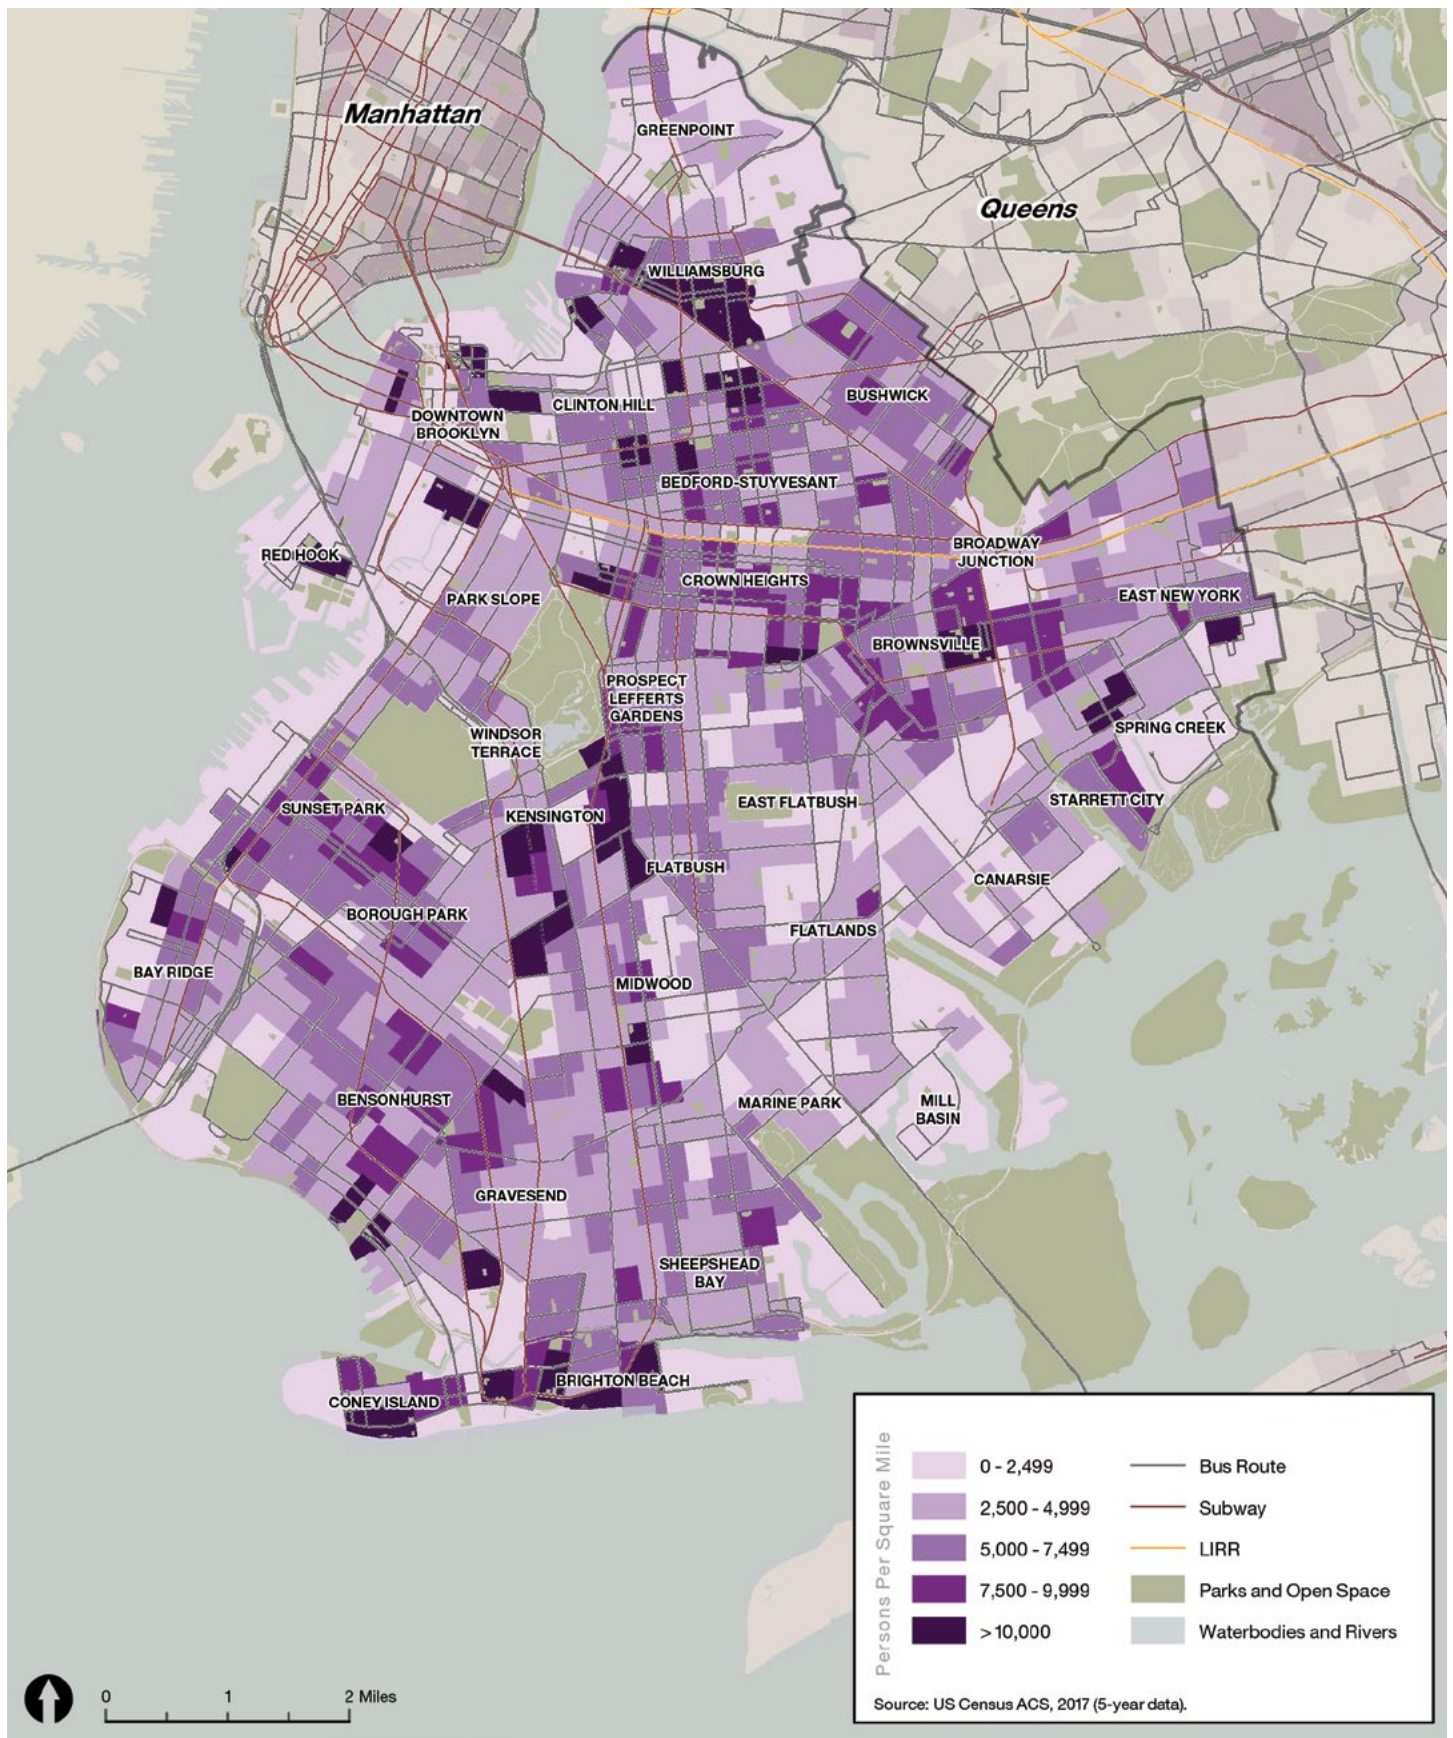 Manhattan
GREENPOINT
Queens
WILLIAMSBURG
BUSHWICK
CLINTON HILL
DOWNTOWN
BROOKLYN
BEDFORD-STUYVESANT
RED HOOK
BROADWAY
JUNCTION
CROWN HEIGHTS
PARK SLOPE
EAST NEW YORK
BROWNSVILLE
PROSPECT
LEFFERTS
GARDENS
WINDSOR
TERRACE
SPRING CREEK
SUNSET PARK
KENSINGTON
EAST FLATBUSH
STARRETT CITY
FLATBUSH
CANARSIE
BOROUGH PARK
FLATLANDS
BAY RIDGE
MIDWOOD
BENSONHURST
MARINE PARK
MILL
BASIN
GRAVESEND
SHEEPSHEAD
BAY
BRIGHTON BEACH
CONEY ISLAND
Persons Per Square Mile
0 - 2,499
2,500 - 4,999
5,000 - 7,499
7,500 - 9,999
> 10,000
Bus Route
Subway
LIRR
Parks and Open Space
Waterbodies and Rivers
Source: US Census ACS, 2017 (5-year data).
0 1 2 Miles